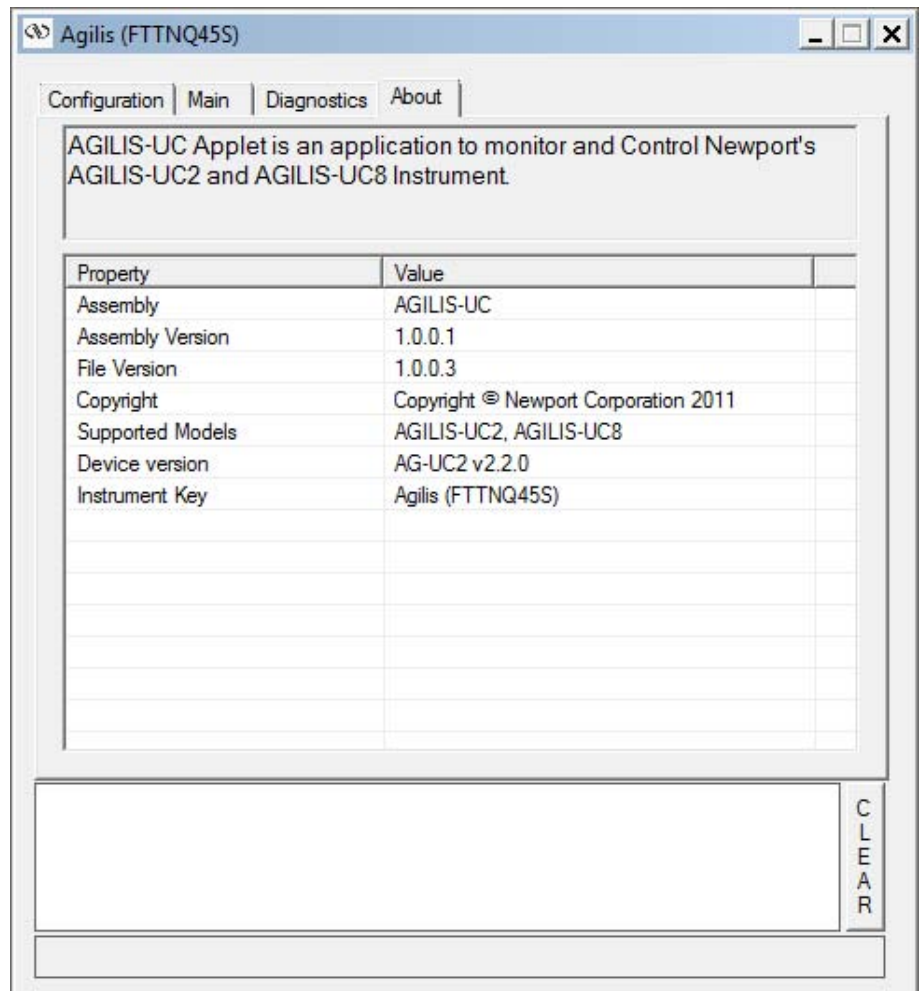 Agilis (FTTNQ45S)
Configuration Main Diagnostics About
AGILIS-UC Applet is an application to monitor and Control Newport's
AGILIS-UC2 and AGILIS-UC8 Instrument.
Property Value
Assembly AGILIS-UC
Assembly Version 1.0.0.1
File Version 1.0.0.3
Copyright Copyright © Newport Corporation 2011
Supported Models AGILIS-UC2, AGILIS-UC8
Device version AG-UC2 v2.2.0
Instrument Key Agilis (FTTNQ45S)
C
L
E
A
R